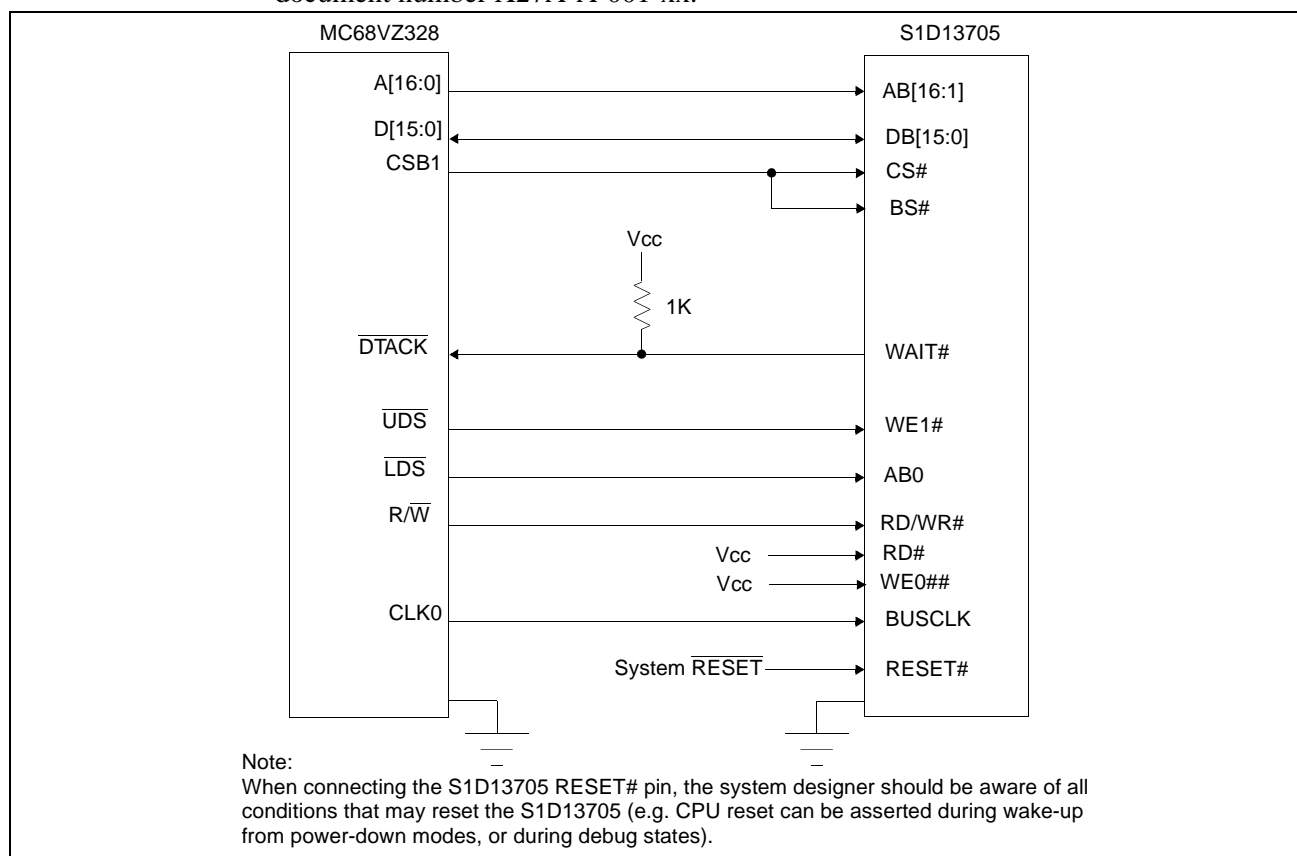 MC68VZ328 S1D13705
A[16:0] AB[16:1]
D[15:0] DB[15:0]
CSB1 CS#
BS#
Vcc
1K
DTACK WAIT#
UDS WE1#
LDS AB0
R/W RD/WR#
Vcc RD#
Vcc WE0##
CLK0 BUSCLK
System RESET RESET#
Note:
When connecting the S1D13705 RESET# pin, the system designer should be aware of all
conditions that may reset the S1D13705 (e.g. CPU reset can be asserted during wake-up
from power-down modes, or during debug states).